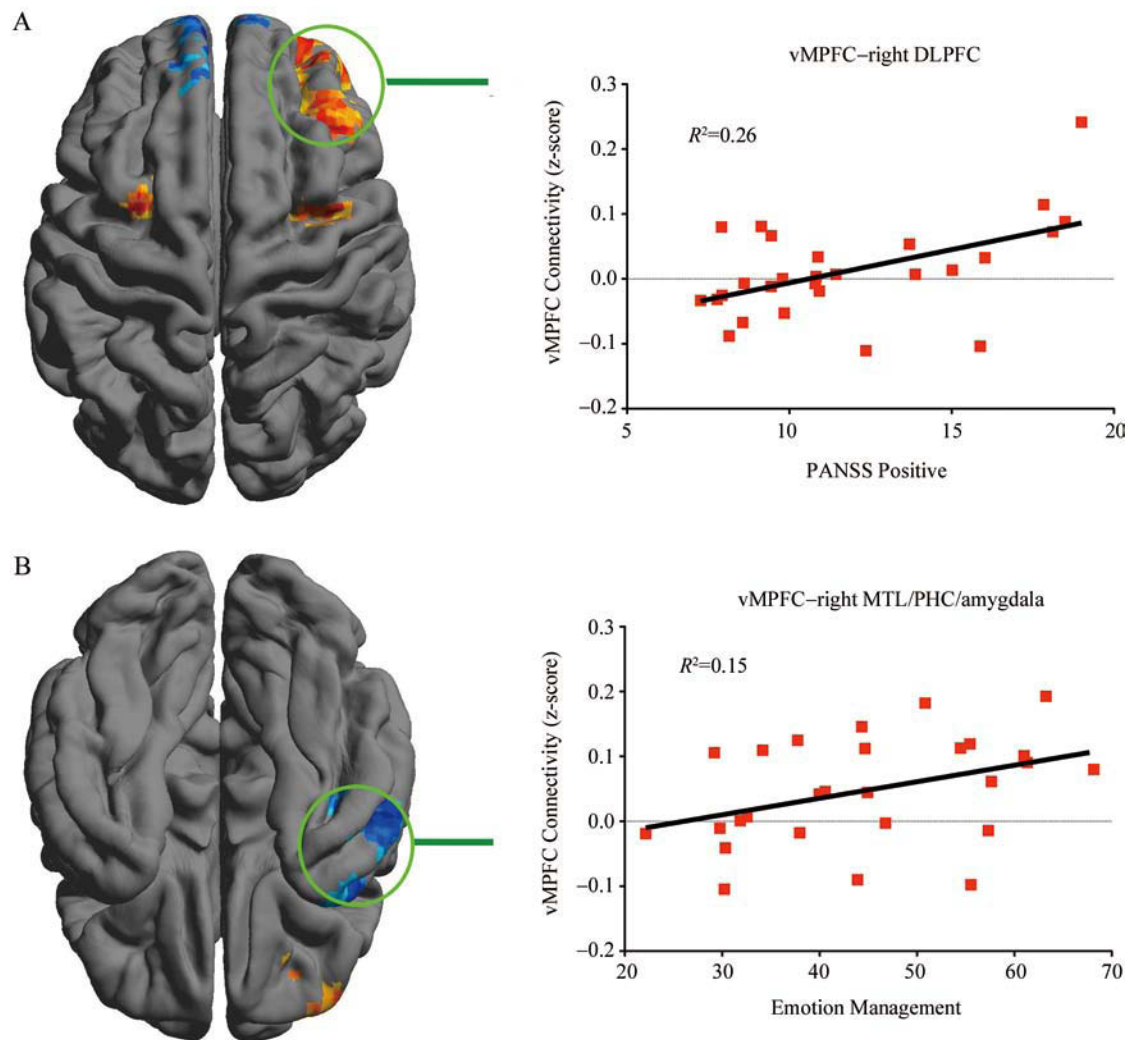 A
vMPFC–right DLPFC
R²=0.26
vMPFC Connectivity (z-score)
0.3
0.2
0.1
0.0
–0.1
–0.2
5
10
15
20
PANSS Positive
B
vMPFC–right MTL/PHC/amygdala
R²=0.15
vMPFC Connectivity (z-score)
0.3
0.2
0.1
0.0
–0.1
–0.2
20
30
40
50
60
70
Emotion Management